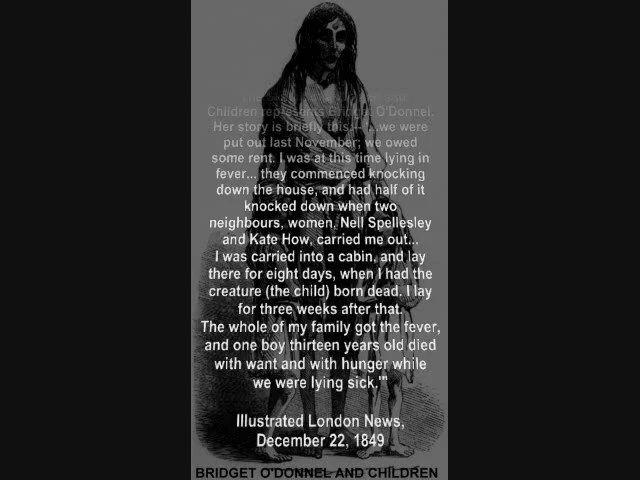 and
Children represents Bridget O'Donnel,
Her story is briefly this:-- '...we were
put out last November; we owed
some rent. I was at this time lying in
fever... they commenced knocking
down the house, and had half of it
knocked down when two
neighbours, women, Nell Spellesley
and Kate How, carried me out...
I was carried into a cabin, and lay
there for eight days, when I had the
creature (the child) born dead. I lay
for three weeks after that.
The whole of my family got the fever,
and one boy thirteen years old died
with want and with hunger while
we were lying sick.'"
Illustrated London News,
December 22, 1849
BRIDGET O'DONNEL AND CHILDREN